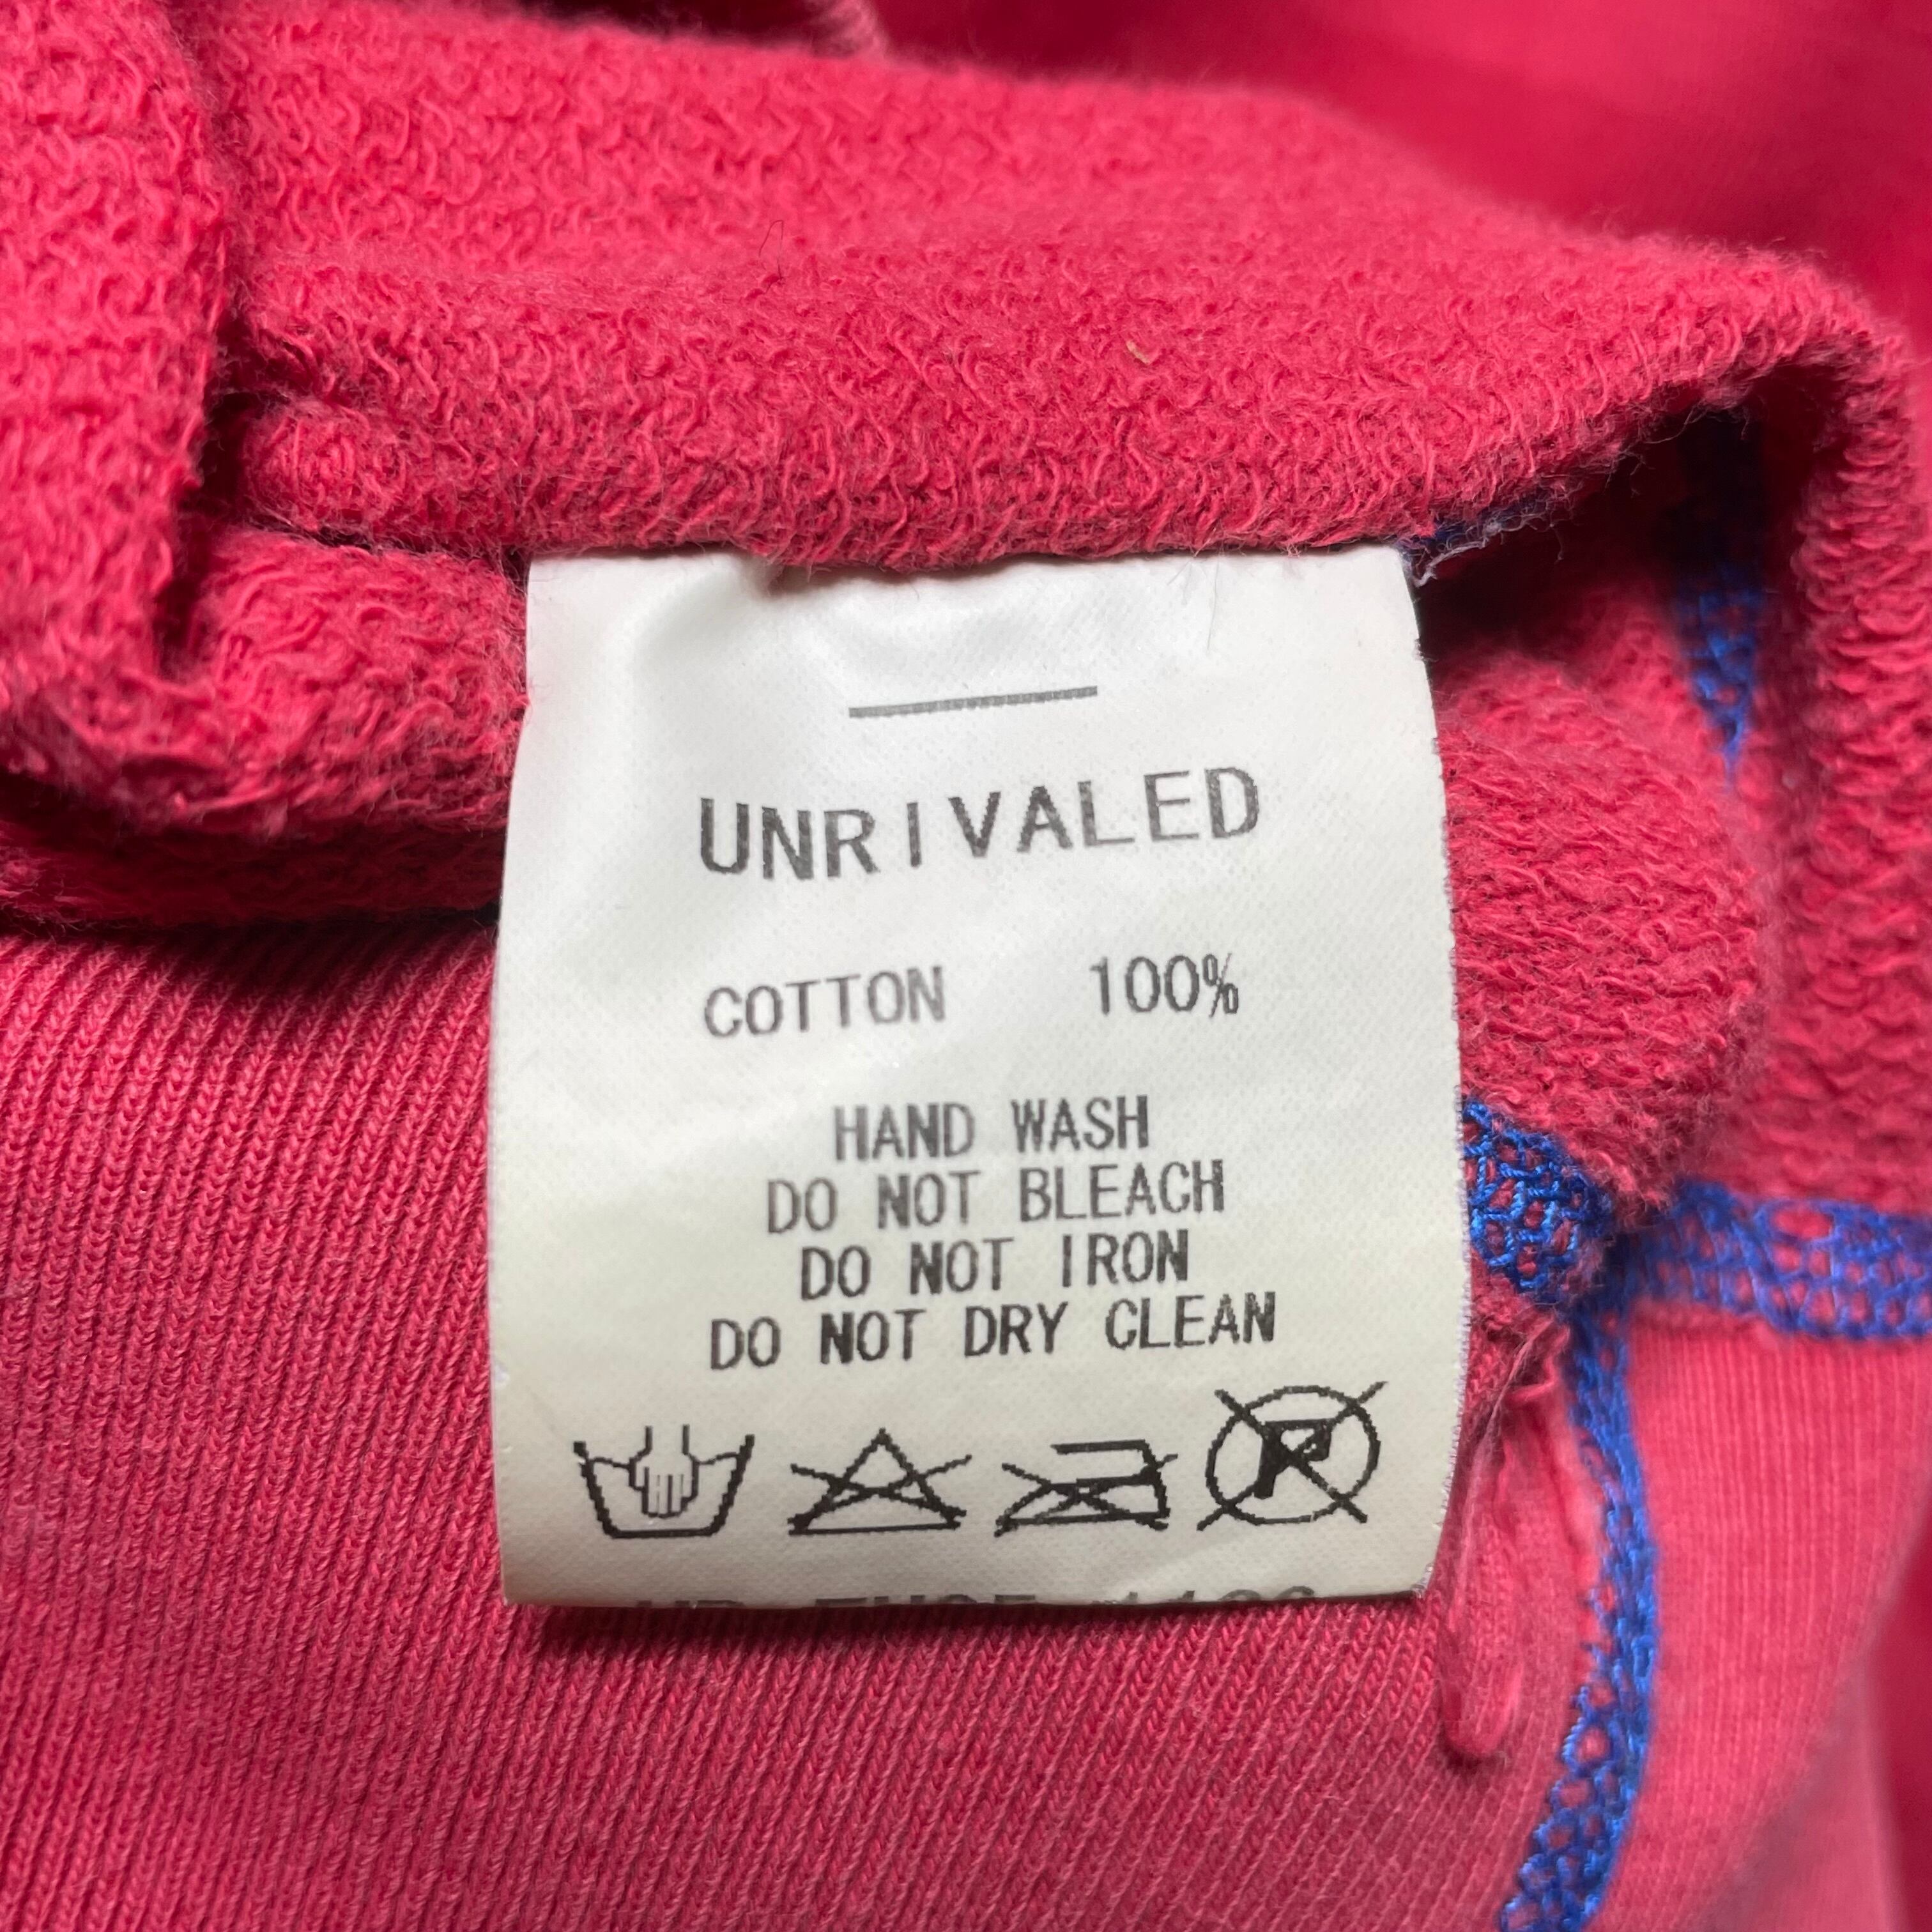 UNRIVALED
COTTON 100%
HAND WASH
DO NOT BLEACH
DO NOT IRON
DO NOT DRY CLEAN